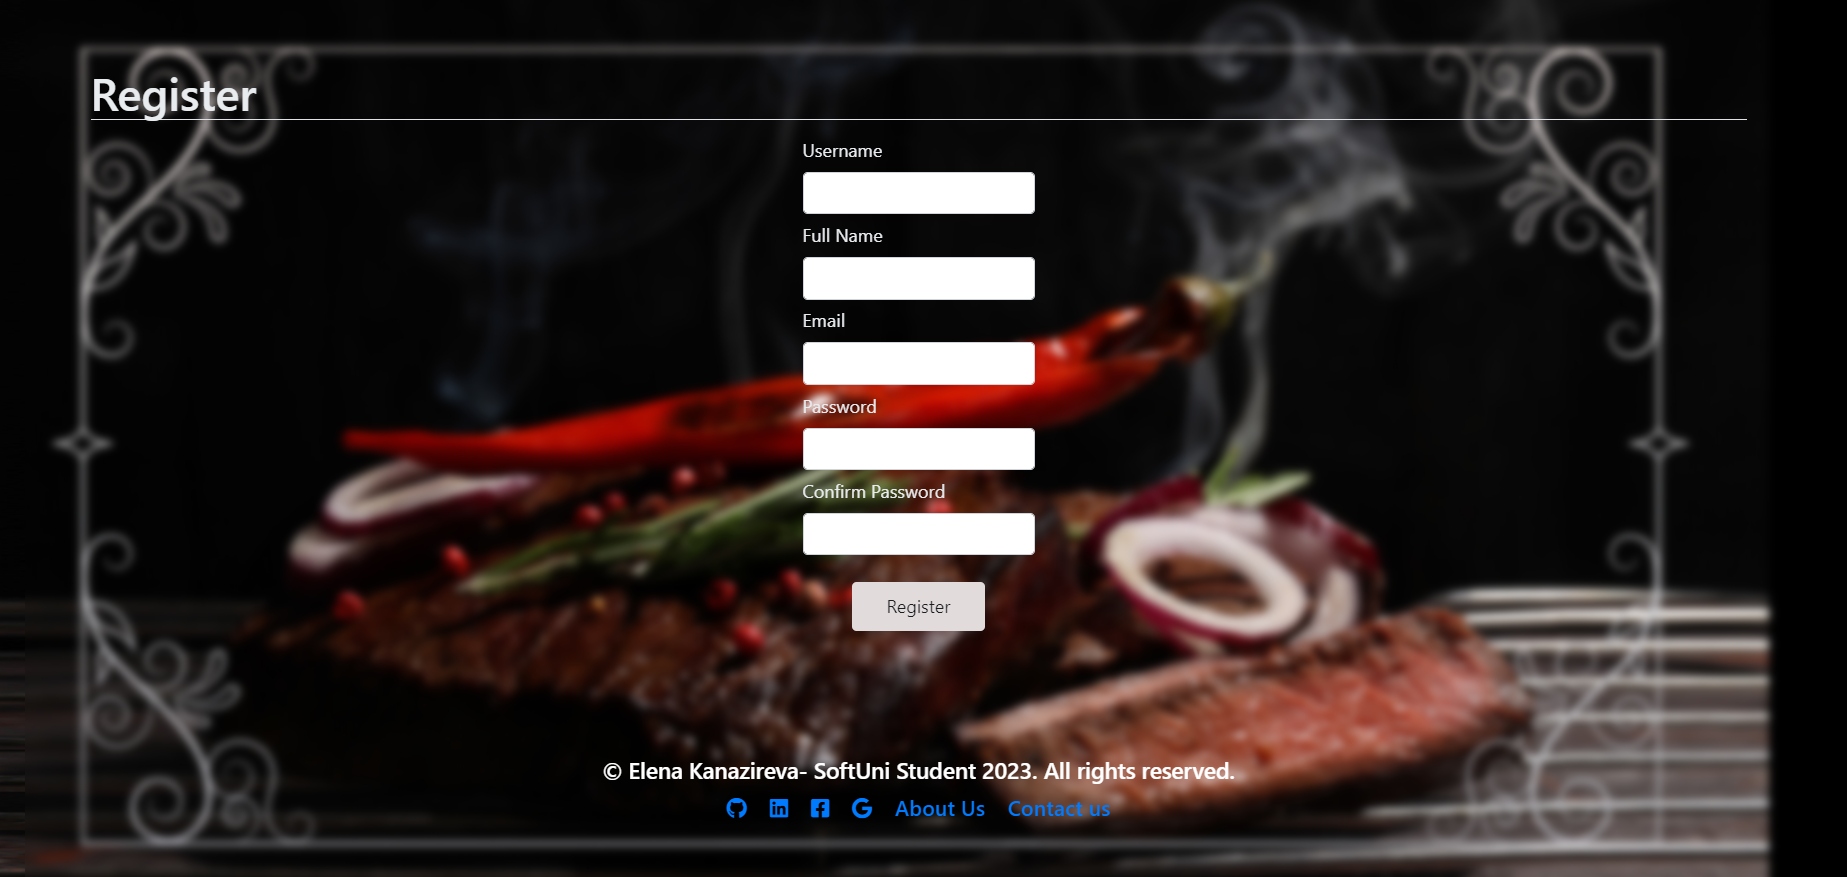 Register
Username
Full Name
Email
Password
Confirm Password
Register
© Elena Kanazireva- SoftUni Student 2023. All rights reserved.
About Us Contact us